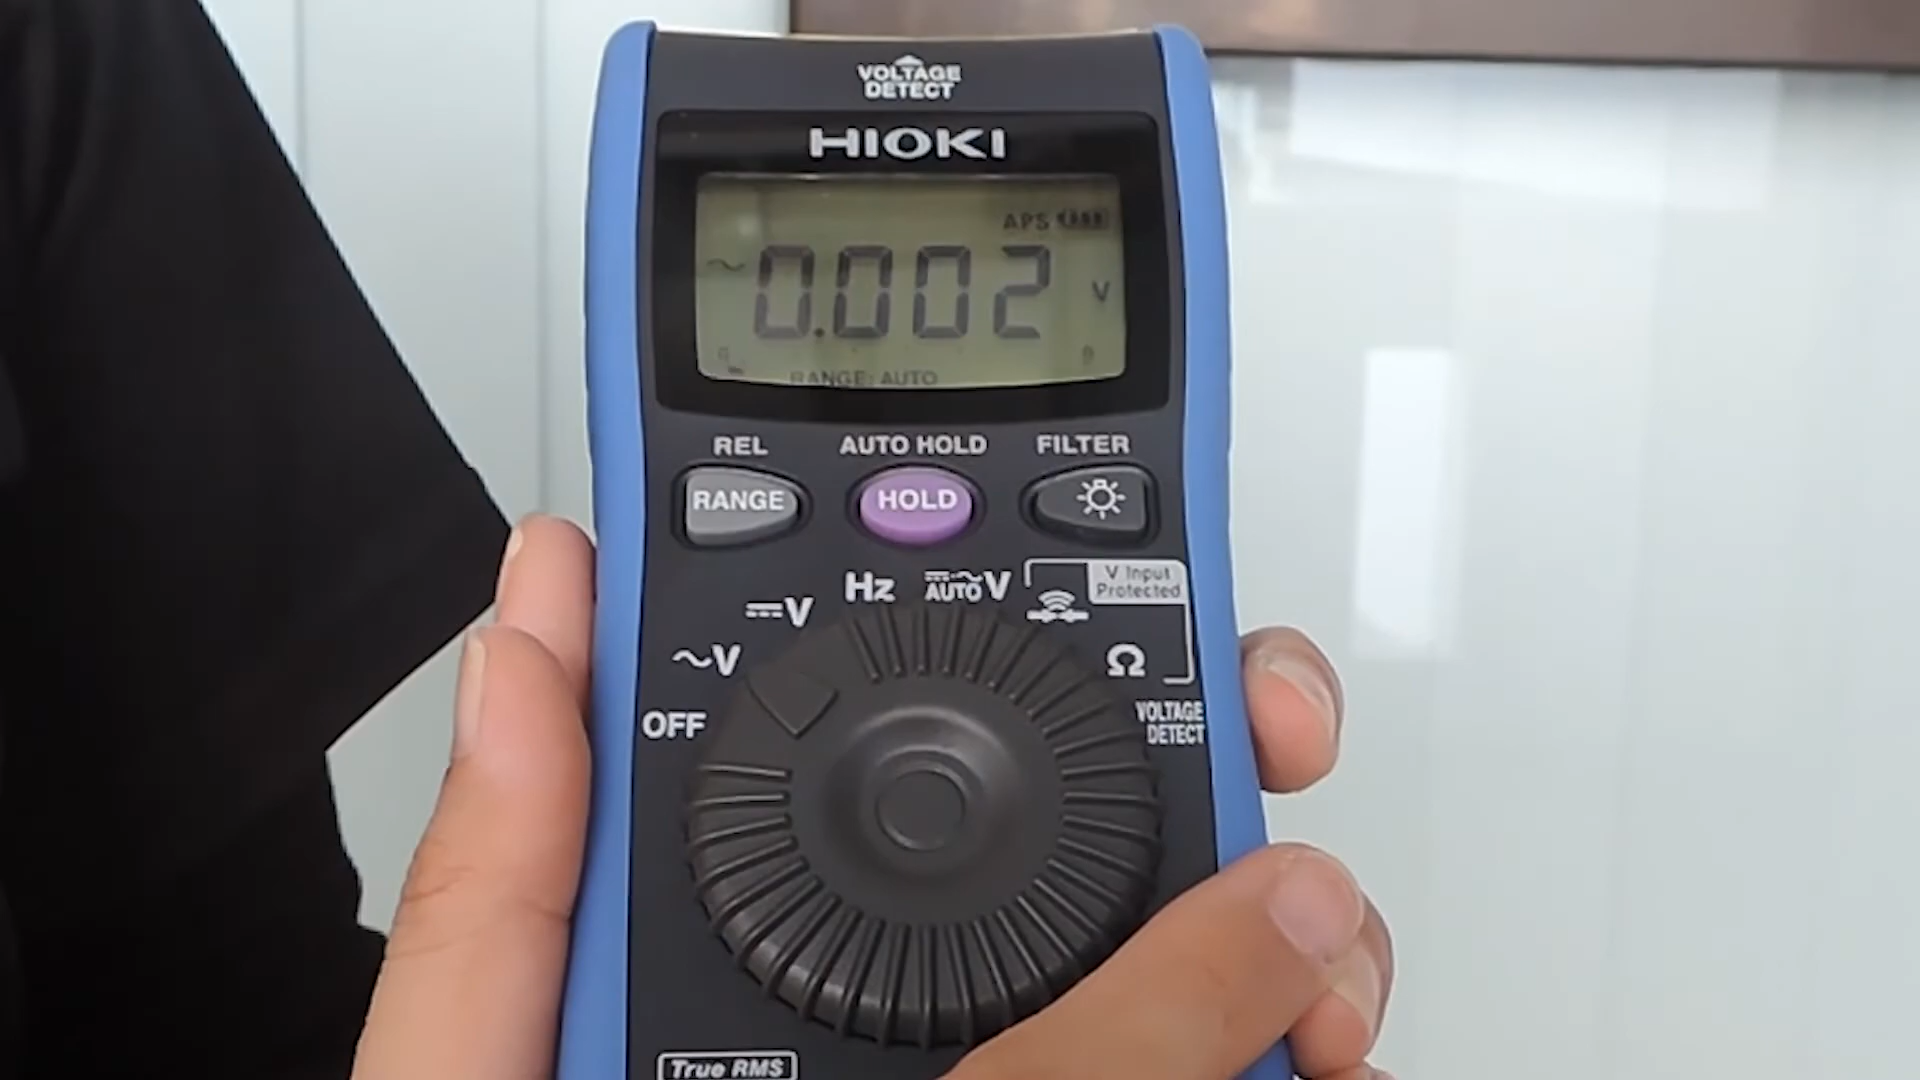 VOLTAGE
DETECT
HIOKI
APS
~ 0.002 V
RANGE: AUTO
REL AUTO HOLD FILTER
RANGE HOLD
Hz AUTO V
V Input
Protected
V
~V
Ω
OFF
VOLTAGE
DETECT
True RMS